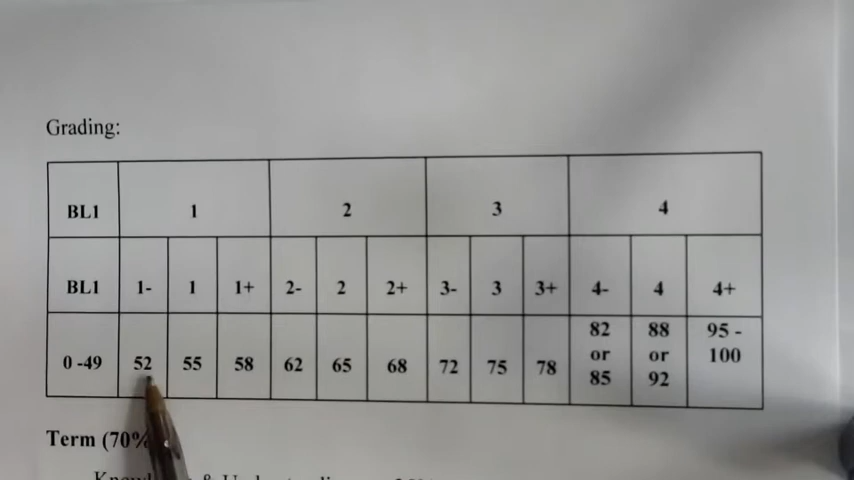 Grading:
BL1 1 2 3 4
BL1 1- 1 1+ 2- 2 2+ 3- 3 3+ 4- 4 4+
0 -49 52 55 58 62 65 68 72 75 78 82 or 85 88 or 92 95 - 100
Term (70%
&